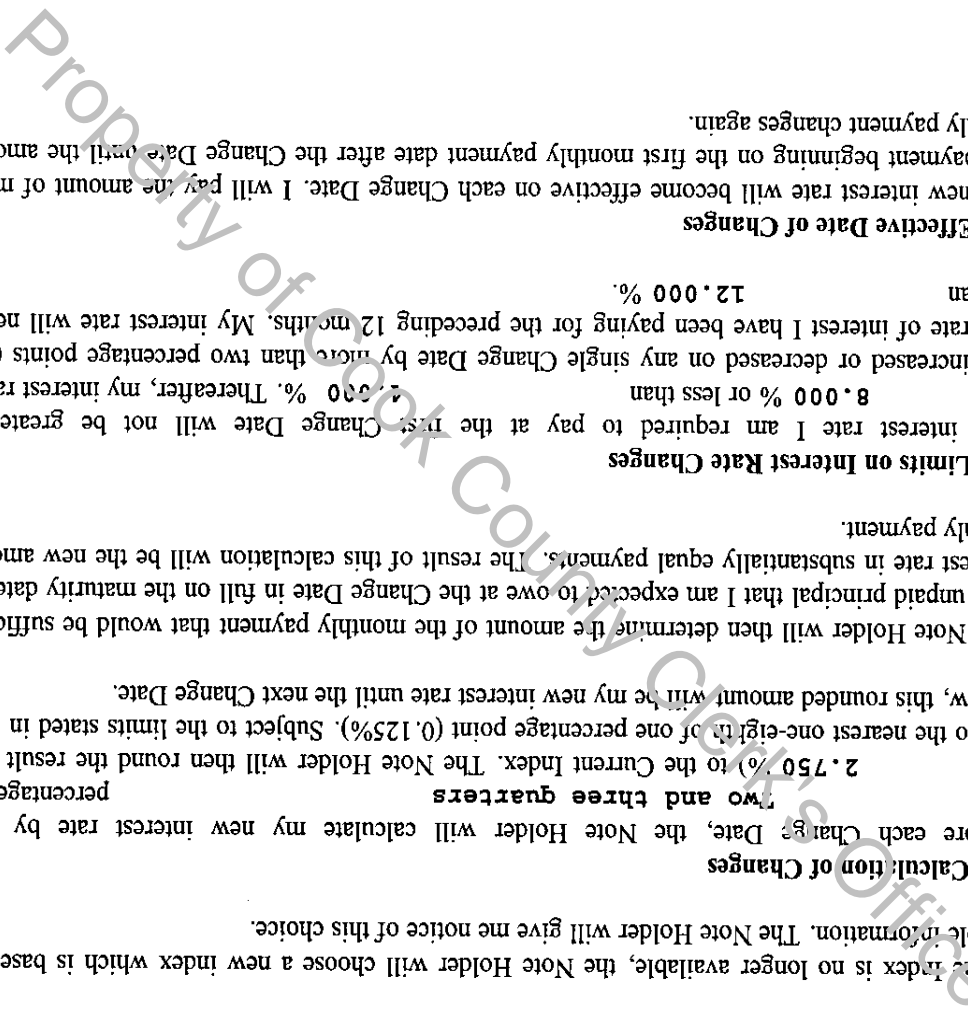 e Index is no longer available, the Note Holder will choose a new index which is base
le information. The Note Holder will give me notice of this choice.
Calculation of Changes
ore each Change Date, the Note Holder will calculate my new interest rate by
Two and three quarters percentage
2.750 %) to the Current Index. The Note Holder will then round the result
o the nearest one-eighth of one percentage point (0.125%). Subject to the limits stated in
w, this rounded amount will be my new interest rate until the next Change Date.
Note Holder will then determine the amount of the monthly payment that would be suffic
unpaid principal that I am expected to owe at the Change Date in full on the maturity date
est rate in substantially equal payments. The result of this calculation will be the new amo
hly payment.
Limits on Interest Rate Changes
interest rate I am required to pay at the first Change Date will not be greate
8.000 % or less than 4.000 %. Thereafter, my interest ra
increased or decreased on any single Change Date by more than two percentage points (
rate of interest I have been paying for the preceding 12 months. My interest rate will ne
an 12.000 %.
Effective Date of Changes
new interest rate will become effective on each Change Date. I will pay the amount of m
payment beginning on the first monthly payment date after the Change Date until the amo
ly payment changes again.
Property of Cook County Clerk's Office